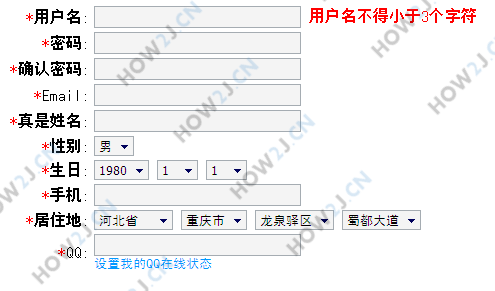 *用户名: 用户名不得小于3个字符
*密码:
*确认密码:
*Email:
*真是姓名:
*性别: 男
*生日: 1980 1 1
*手机:
*居住地: 河北省 重庆市 龙泉驿区 蜀都大道
*QQ:
设置我的QQ在线状态
HOW2J.CN
HOW2J.CN
HOW2J.CN
HOW2J.CN
HOW2J.CN
HOW2J.CN
HOW2J.CN